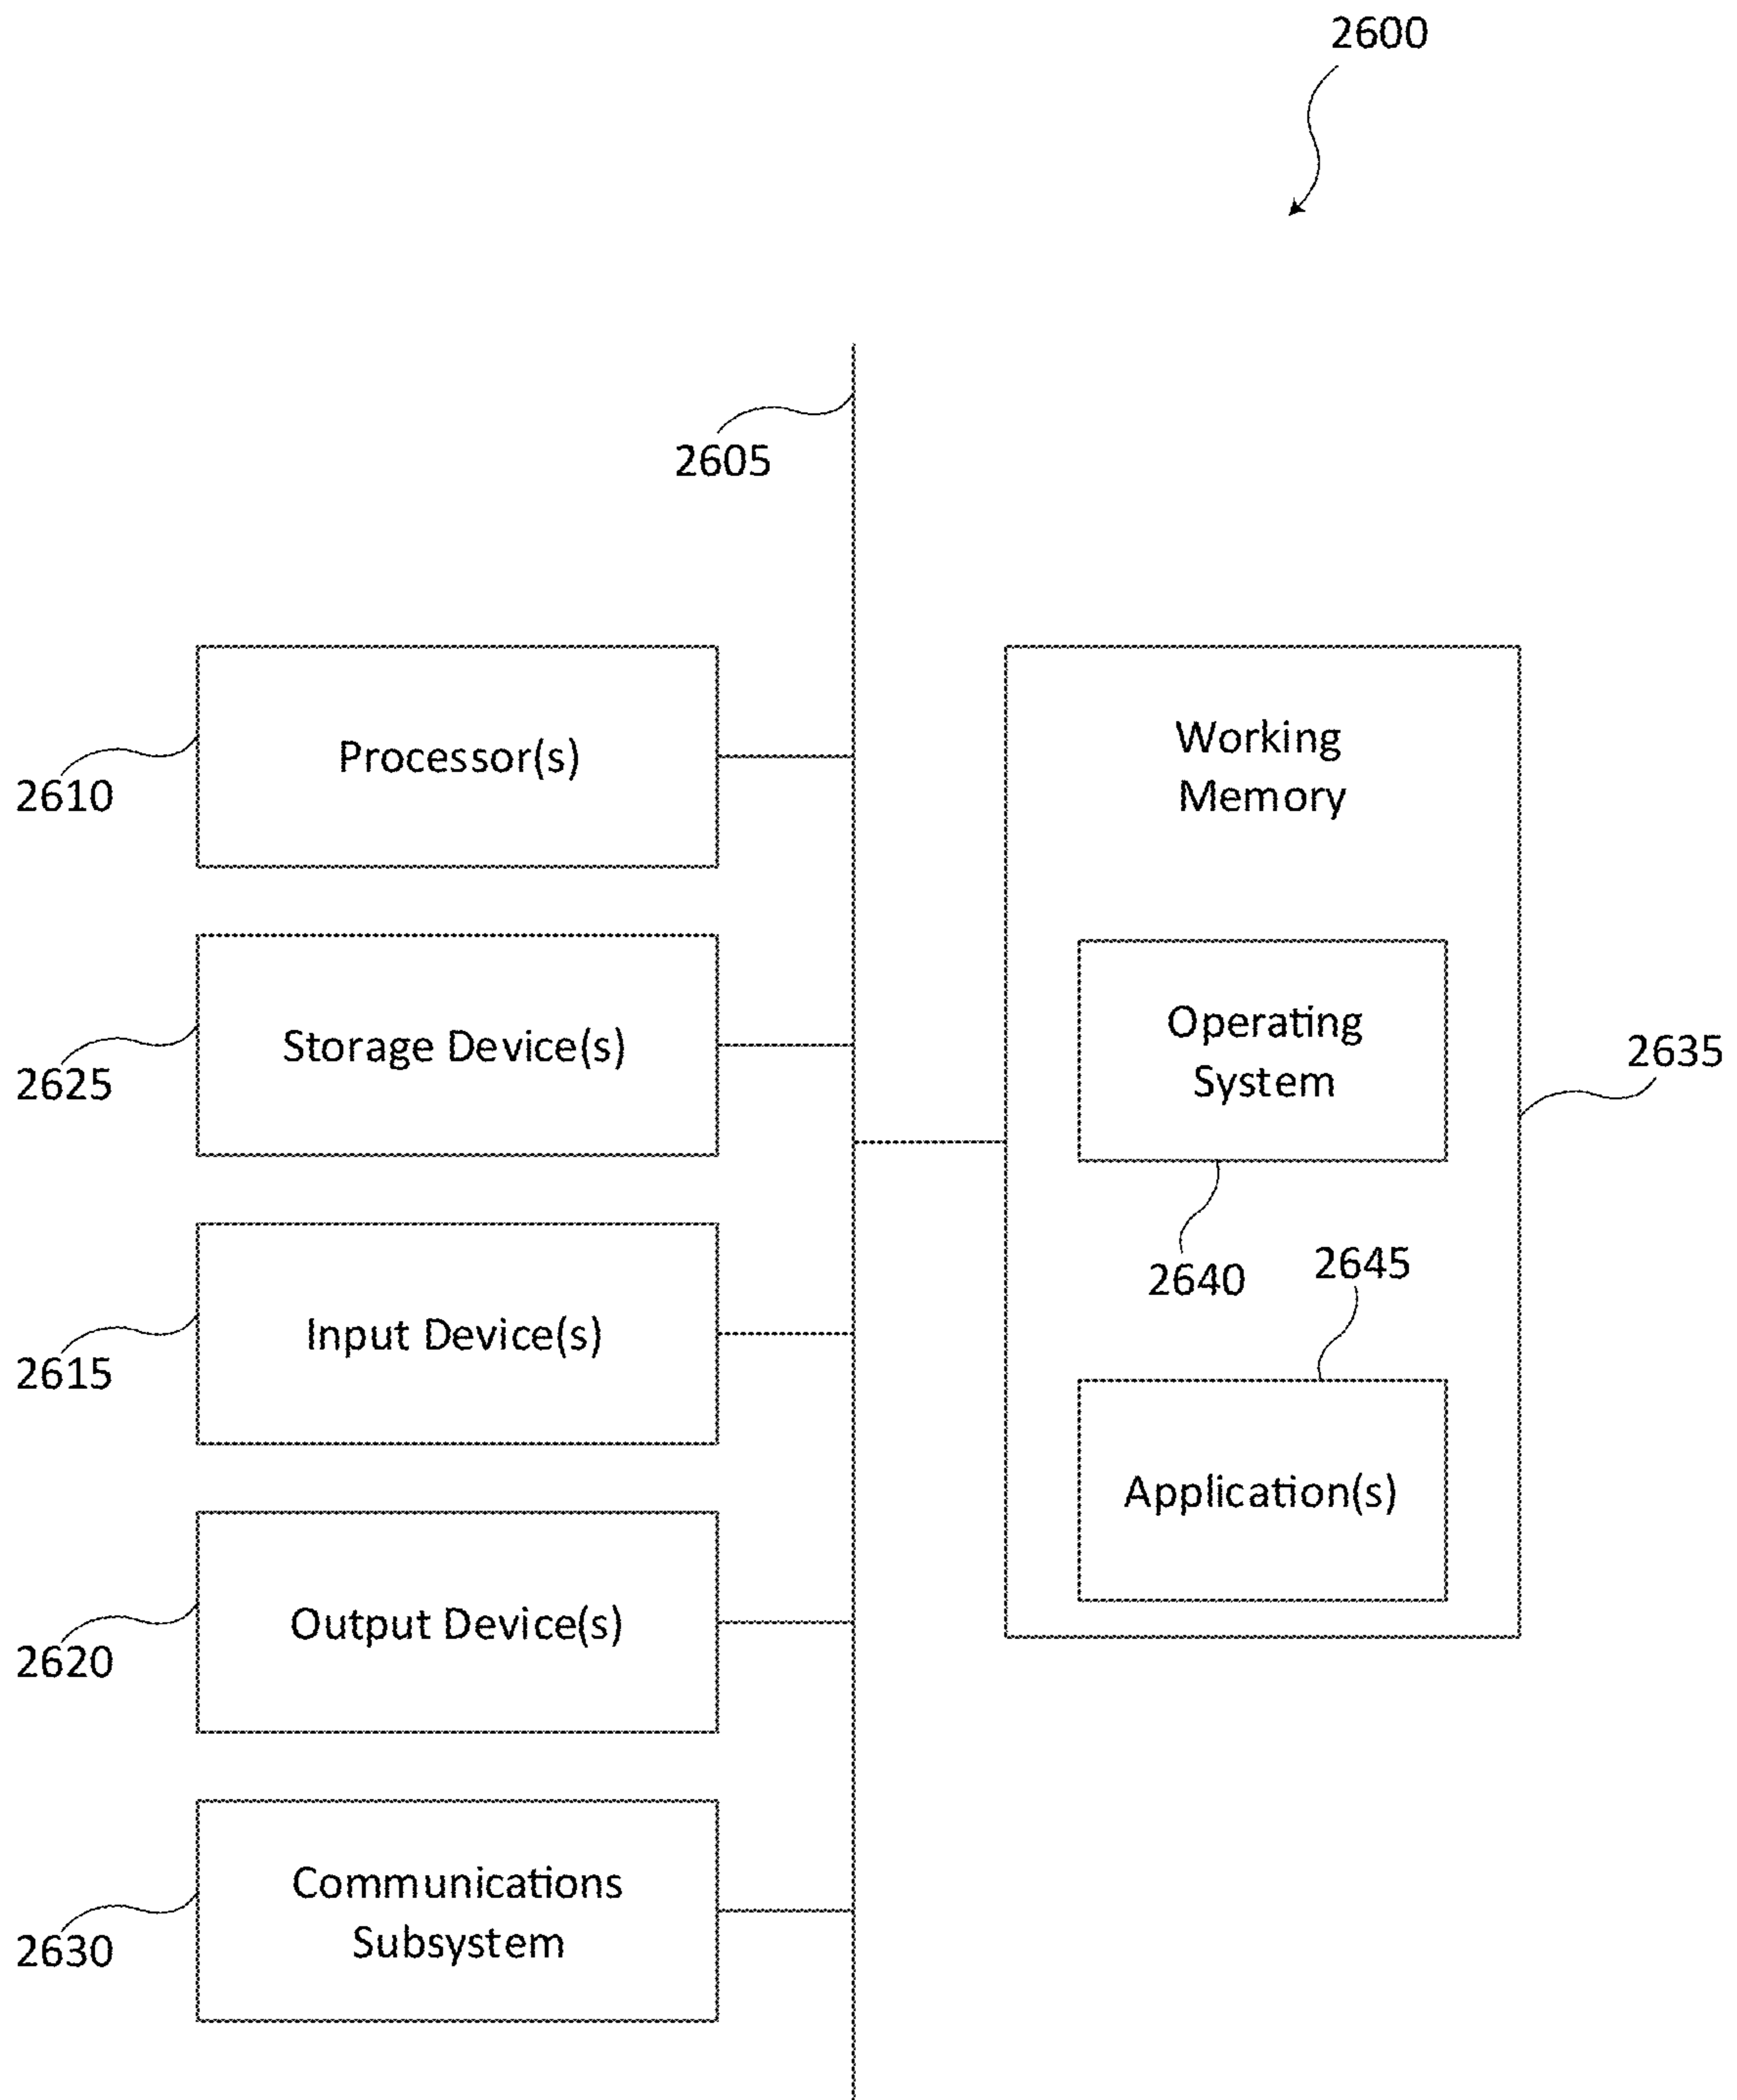 2600
2605
Processor(s)
2610
Storage Device(s)
2625
Input Device(s)
2615
Output Device(s)
2620
Communications
Subsystem
2630
Working
Memory
Operating
System
2635
2640
2645
Application(s)